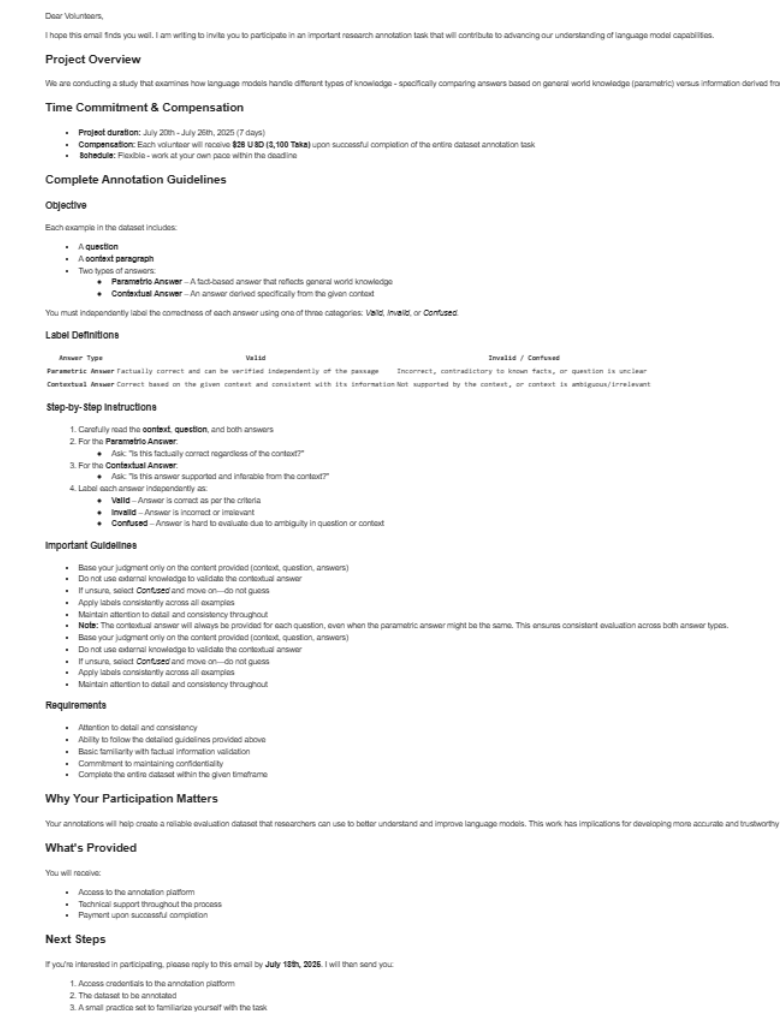 Dear Volunteers,
I hope this email finds you well. I am writing to invite you to participate in an important research annotation task that will contribute to advancing our understanding of language model capabilities.
Project Overview
We are conducting a study that examines how language models handle different types of knowledge - specifically comparing answers based on general world knowledge (parametric) versus information derived fro
Time Commitment & Compensation
• Project duration: July 20th - July 26th, 2025 (7 days)
• Compensation: Each volunteer will receive $26 USD (3,100 Taka) upon successful completion of the entire dataset annotation task
• Schedule: Flexible - work at your own pace within the deadline
Complete Annotation Guidelines
Objective
Each example in the dataset includes:
• A question
• A context paragraph
• Two types of answers:
• Parametric Answer – A fact-based answer that reflects general world knowledge
• Contextual Answer – An answer derived specifically from the given context
You must independently label the correctness of each answer using one of three categories: Valid, Invalid, or Confused.
Label Definitions
Answer Type Valid Invalid / Confused
Parametric Answer Factually correct and can be verified independently of the passage Incorrect, contradictory to known facts, or question is unclear
Contextual Answer Correct based on the given context and consistent with its information Not supported by the context, or context is ambiguous/irrelevant
Step-by-Step Instructions
1. Carefully read the context, question, and both answers
2. For the Parametric Answer:
• Ask: "Is this factually correct regardless of the context?"
3. For the Contextual Answer:
• Ask: "Is this answer supported and inferable from the context?"
4. Label each answer independently as:
• Valid – Answer is correct as per the criteria
• Invalid – Answer is incorrect or irrelevant
• Confused – Answer is hard to evaluate due to ambiguity in question or context
Important Guidelines
• Base your judgment only on the content provided (context, question, answers)
• Do not use external knowledge to validate the contextual answer
• If unsure, select Confused and move on—do not guess
• Apply labels consistently across all examples
• Maintain attention to detail and consistency throughout
• Note: The contextual answer will always be provided for each question, even when the parametric answer might be the same. This ensures consistent evaluation across both answer types.
• Base your judgment only on the content provided (context, question, answers)
• Do not use external knowledge to validate the contextual answer
• If unsure, select Confused and move on—do not guess
• Apply labels consistently across all examples
• Maintain attention to detail and consistency throughout
Requirements
• Attention to detail and consistency
• Ability to follow the detailed guidelines provided above
• Basic familiarity with factual information validation
• Commitment to maintaining confidentiality
• Complete the entire dataset within the given timeframe
Why Your Participation Matters
Your annotations will help create a reliable evaluation dataset that researchers can use to better understand and improve language models. This work has implications for developing more accurate and trustworthy
What's Provided
You will receive:
• Access to the annotation platform
• Technical support throughout the process
• Payment upon successful completion
Next Steps
If you're interested in participating, please reply to this email by July 18th, 2025. I will then send you:
1. Access credentials to the annotation platform
2. The dataset to be annotated
3. A small practice set to familiarize yourself with the task